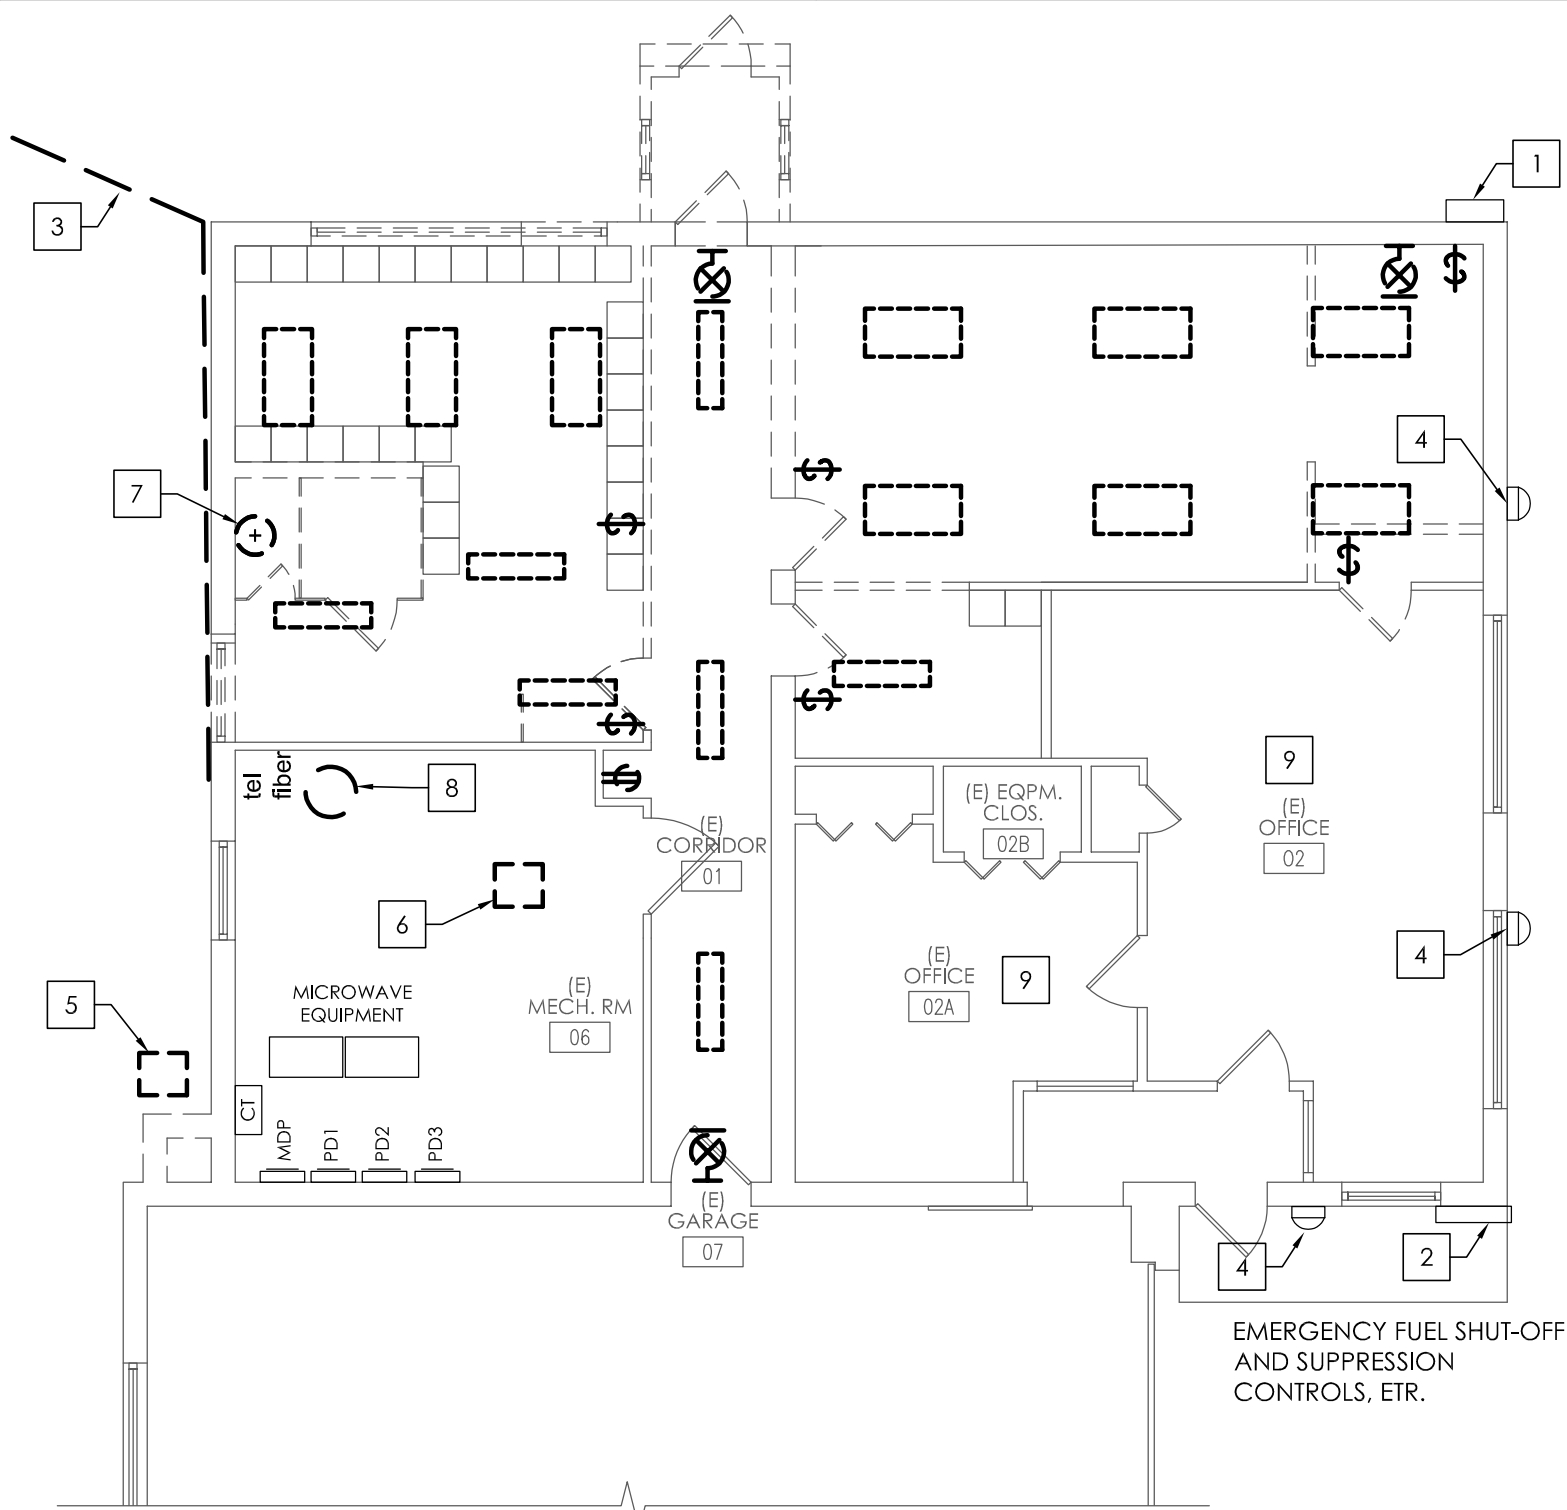 1
3
4
7
9
tel
fiber
8
(E) EQPM.
CLOS.
02B
(E)
OFFICE
02
(E)
CORRIDOR
01
6
4
(E)
OFFICE
02A
9
MICROWAVE
EQUIPMENT
(E)
MECH. RM
06
5
CT
MDP
PD1
PD2
PD3
(E)
GARAGE
07
4
2
EMERGENCY FUEL SHUT-OFF
AND SUPPRESSION
CONTROLS, ETR.